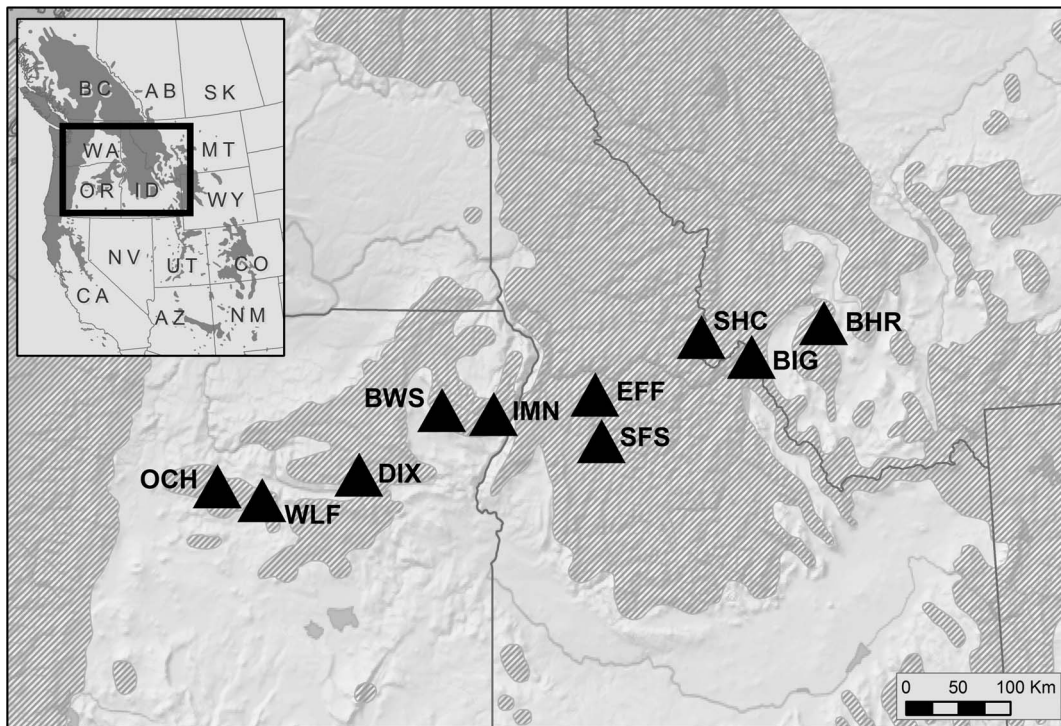 BC
AB
SK
WA
MT
OR
ID
WY
NV
UT
CO
CA
AZ
NM
SHC
BHR
BIG
EFF
BWS
IMN
SFS
DIX
OCH
WLF
0 50 100 Km